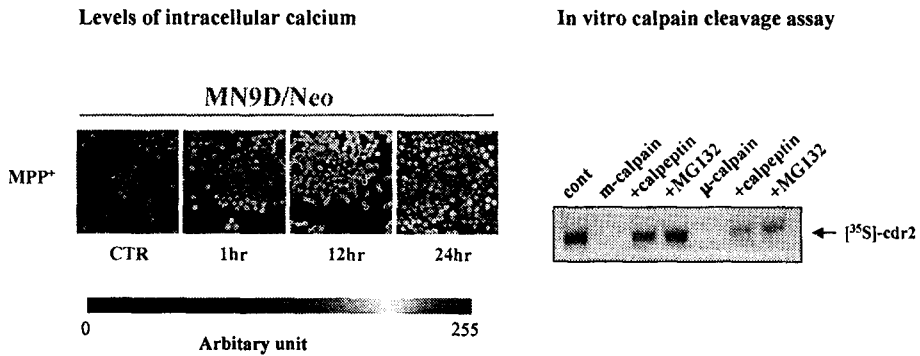 Levels of intracellular calcium
In vitro calpain cleavage assay
MN9D/Neo
MPP⁺
CTR
1hr
12hr
24hr
0
255
Arbitary unit
cont
m-calpain
+calpeptin
+MG132
μ-calpain
+calpeptin
+MG132
[³⁵S]-cdr2